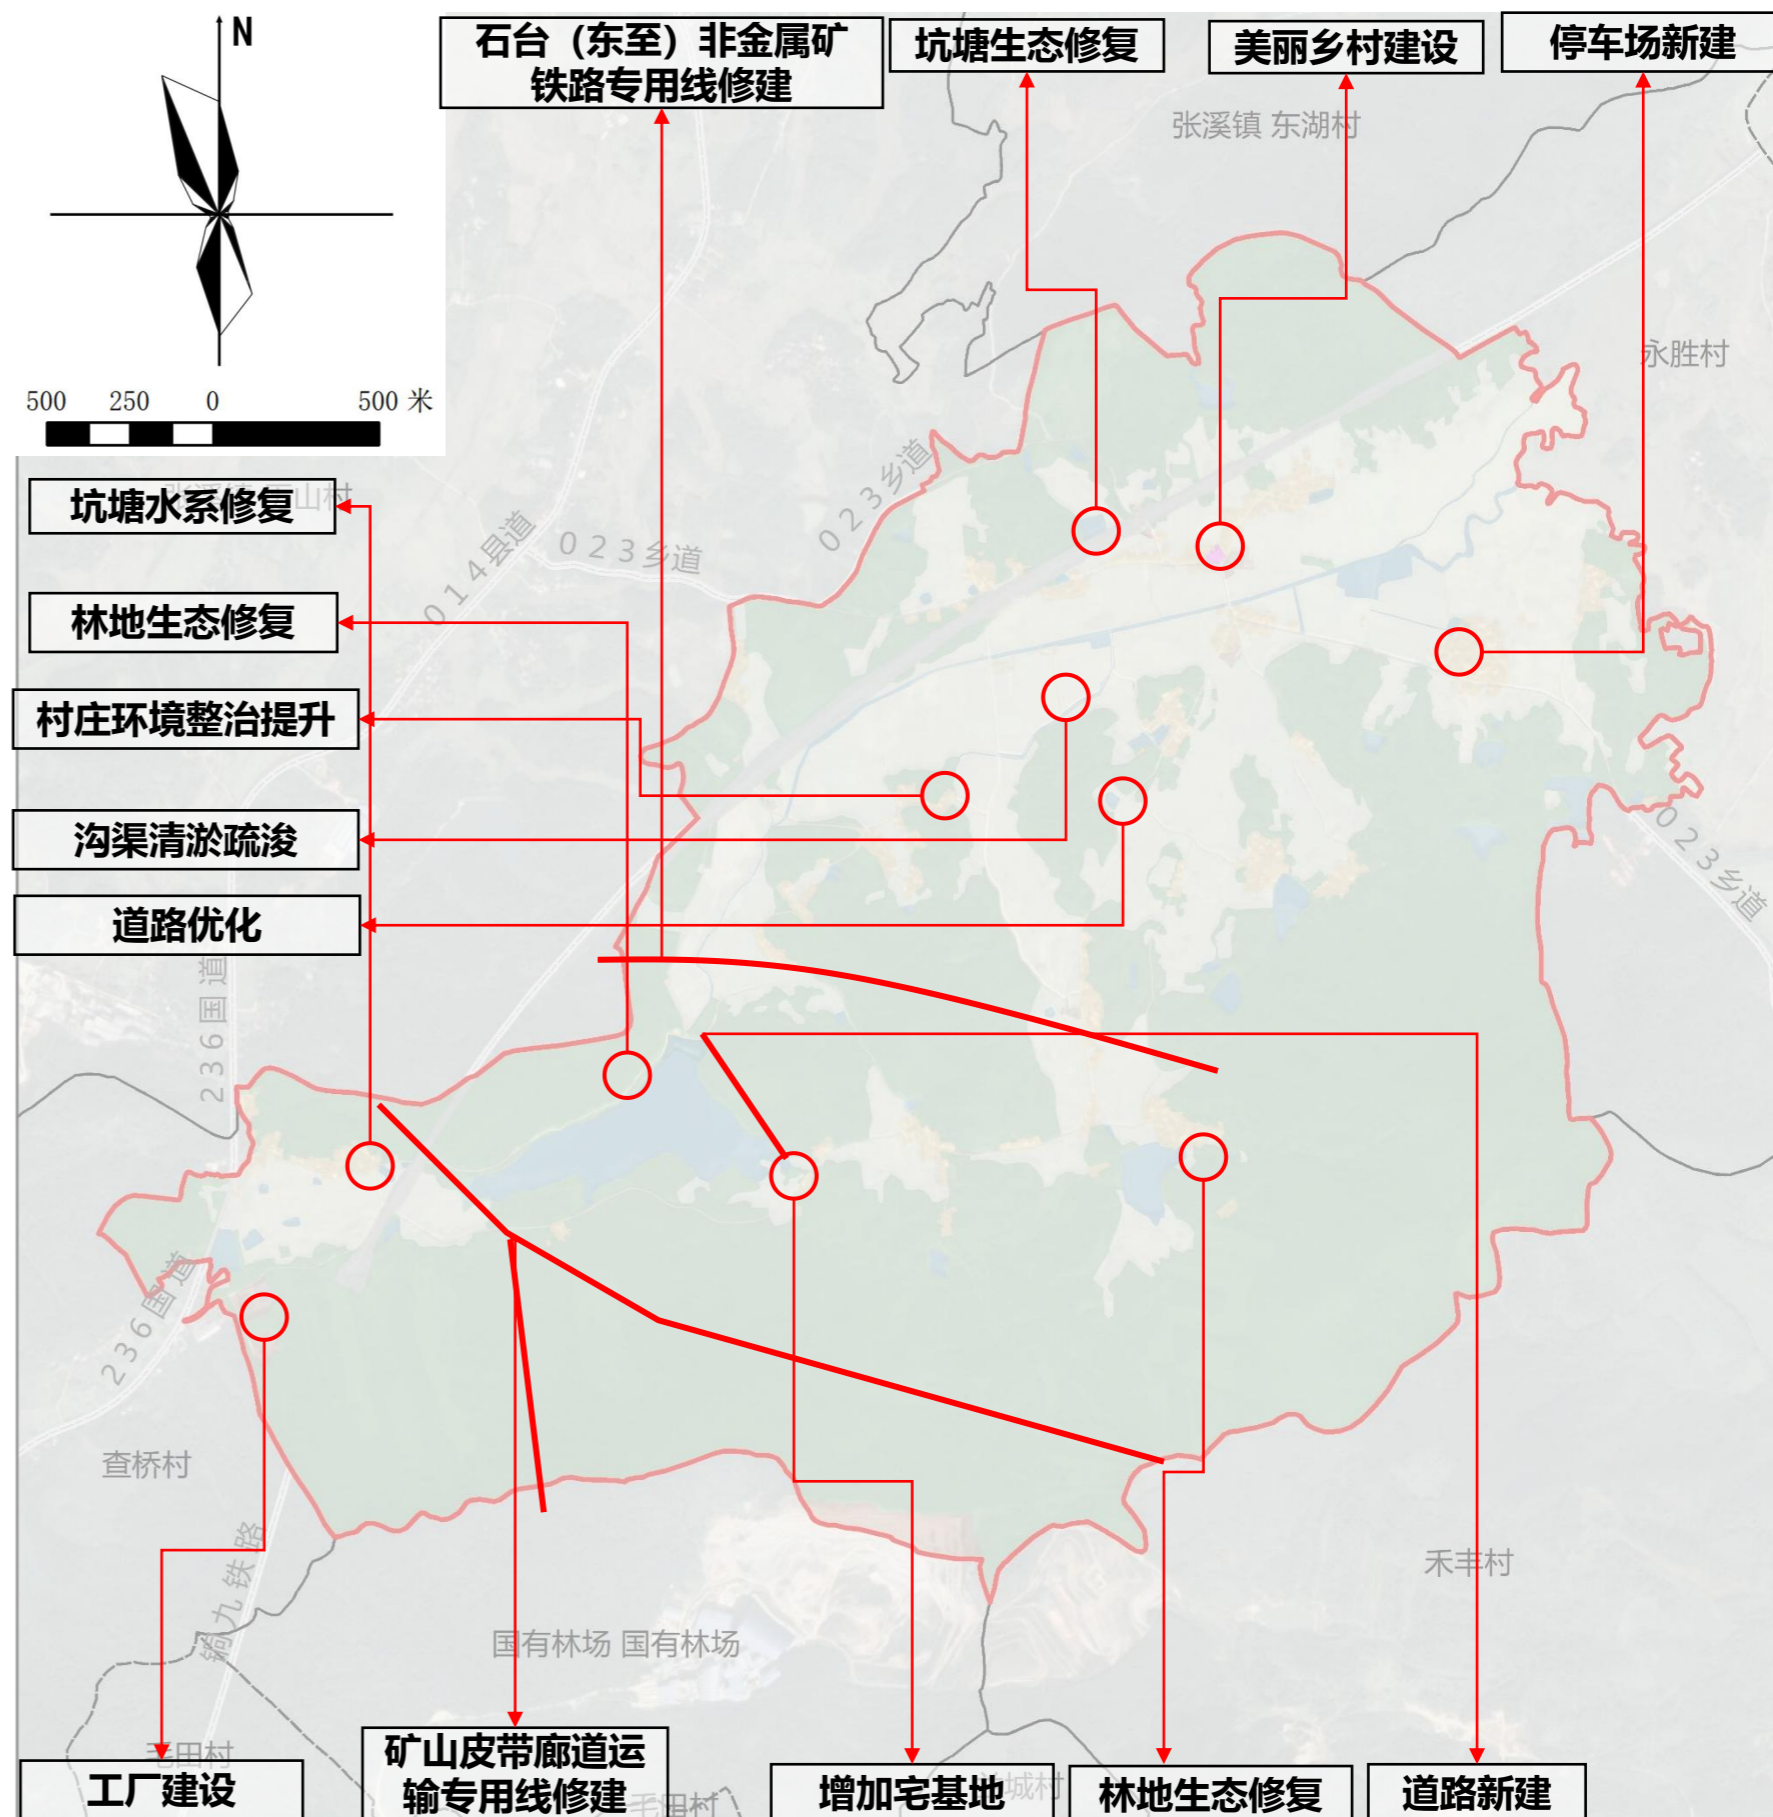 N
500 250 0 500 米
石台（东至）非金属矿
铁路专用线修建
坑塘生态修复
美丽乡村建设
停车场新建
张溪镇 东湖村
永胜村
坑塘水系修复
014县道
023乡道
023乡道
林地生态修复
村庄环境整治提升
沟渠清淤疏浚
023乡道
道路优化
236国道
236国道
查桥村
禾丰村
铜九铁路
国有林场 国有林场
毛田村
毛田村
工厂建设
矿山皮带廊道运
输专用线修建
增加宅基地
林地生态修复
道路新建